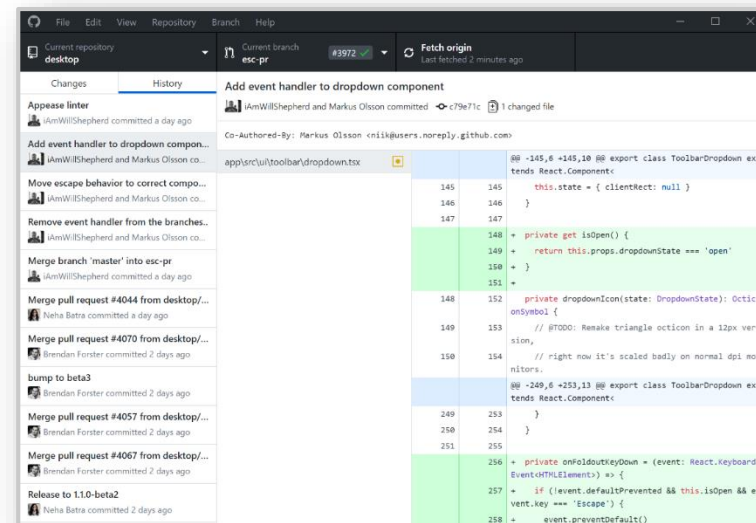 File Edit View Repository Branch Help
Current repository
desktop
Current branch
esc-pr
#3972
Fetch origin
Last fetched 2 minutes ago
Changes
History
Appease linter
iAmWillShepherd committed a day ago
Add event handler to dropdown compon...
iAmWillShepherd and Markus Olsson co...
Move escape behavior to correct compo...
iAmWillShepherd and Markus Olsson co...
Remove event handler from the branches..
iAmWillShepherd and Markus Olsson co...
Merge branch 'master' into esc-pr
iAmWillShepherd committed a day ago
Merge pull request #4044 from desktop/...
Neha Batra committed a day ago
Merge pull request #4070 from desktop/...
Brendan Forster committed 2 days ago
bump to beta3
Brendan Forster committed 2 days ago
Merge pull request #4057 from desktop/...
Brendan Forster committed 2 days ago
Merge pull request #4067 from desktop/...
Brendan Forster committed 2 days ago
Release to 1.1.0-beta2
Neha Batra committed 2 days ago
Add event handler to dropdown component
iAmWillShepherd and Markus Olsson committed c79e71c 1 changed file
Co-Authored-By: Markus Olsson <niik@users.noreply.github.com>
app\src\ui\toolbar\dropdown.tsx
@@ -145,6 +145,10 @@ export class ToolbarDropdown ex
tends React.Component<
145 145 this.state = { clientRect: null }
146 146 }
147 147
148 + private get isOpen() {
149 + return this.props.dropdownState === 'open'
150 + }
151 +
148 152 private dropdownIcon(state: DropdownState): Octic
onSymbol {
149 153 // @TODO: Remake triangle octicon in a 12px ver
sion,
150 154 // right now it's scaled badly on normal dpi mo
nitors.
@@ -249,6 +253,13 @@ export class ToolbarDropdown ex
tends React.Component<
249 253 }
250 254 }
251 255
256 + private onFoldoutKeyDown = (event: React.Keyboard
Event<HTMLElement>) => {
257 + if (!event.defaultPrevented && this.isOpen && e
vent.key === 'Escape') {
258 + event.preventDefault()